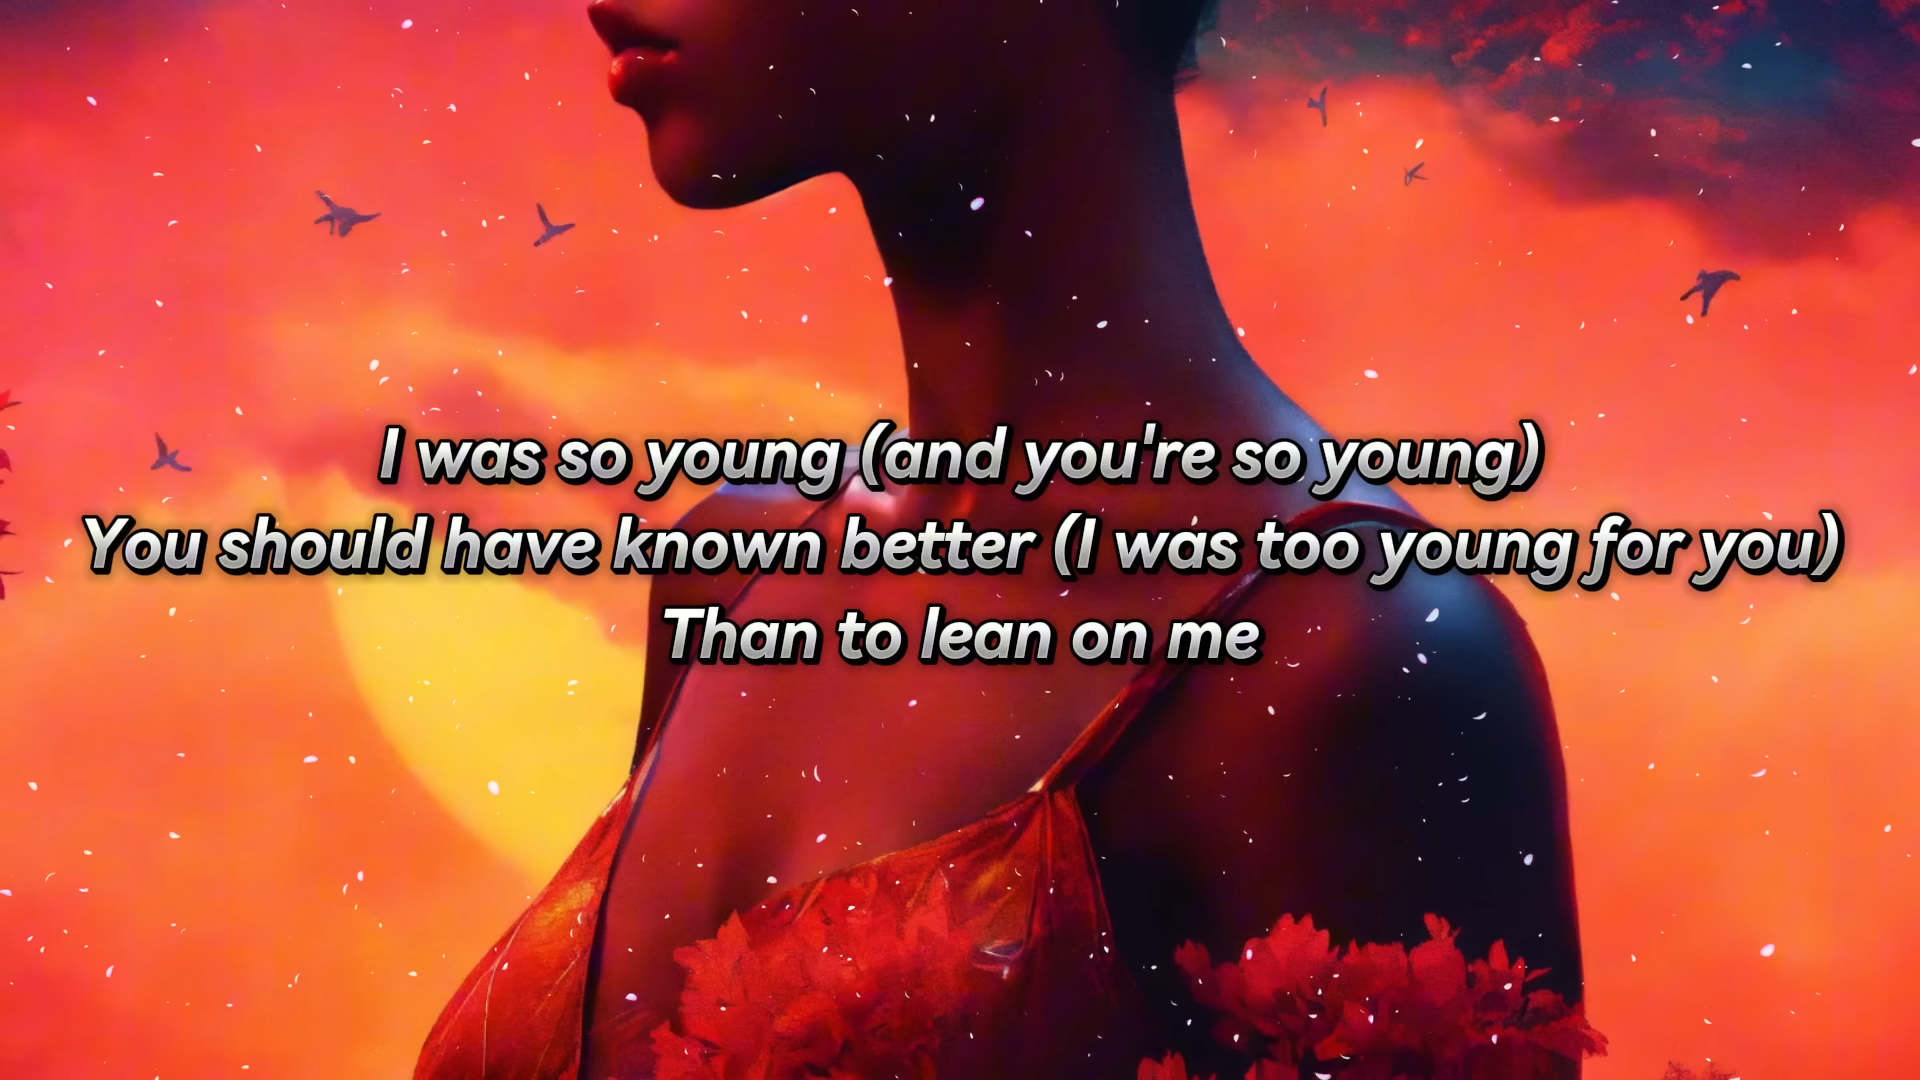 I was so young (and you're so young)
You should have known better (I was too young for you)
Than to lean on me